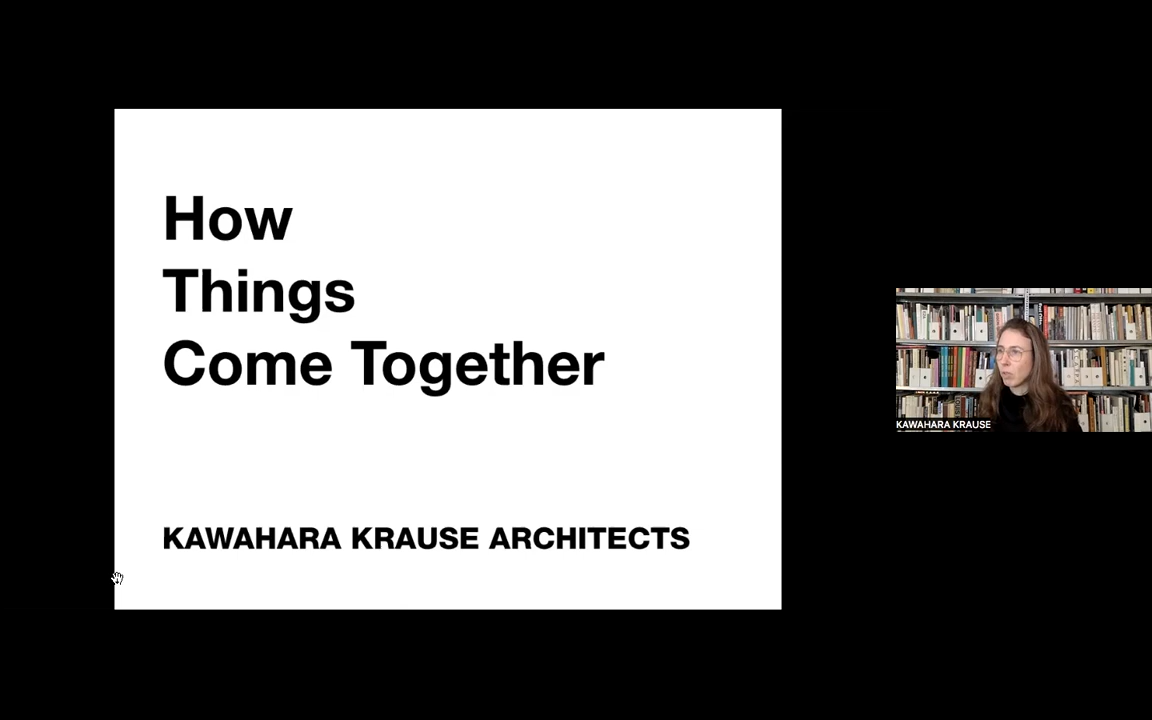 How
Things
Come Together
KAWAHARA KRAUSE ARCHITECTS
KAWAHARA KRAUSE